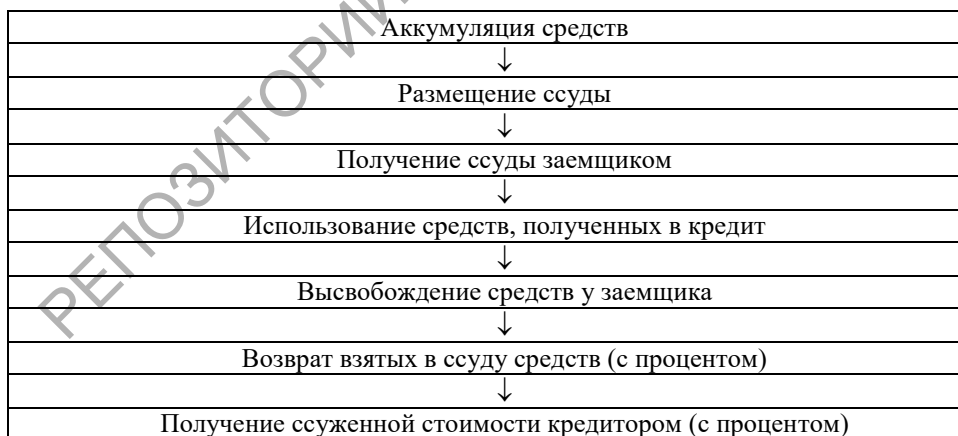 Аккумуляция средств
↓
Размещение ссуды
↓
Получение ссуды заемщиком
↓
Использование средств, полученных в кредит
↓
Высвобождение средств у заемщика
↓
Возврат взятых в ссуду средств (с процентом)
↓
Получение ссуженной стоимости кредитором (с процентом)
РЕПОЗИТОРИЙ